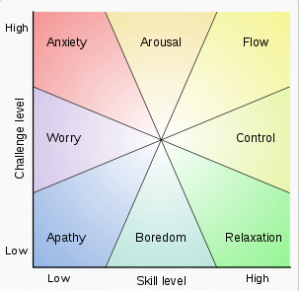 High
Anxiety
Arousal
Flow
Challenge level
Worry
Control
Apathy
Boredom
Relaxation
Low
Low
Skill level
High